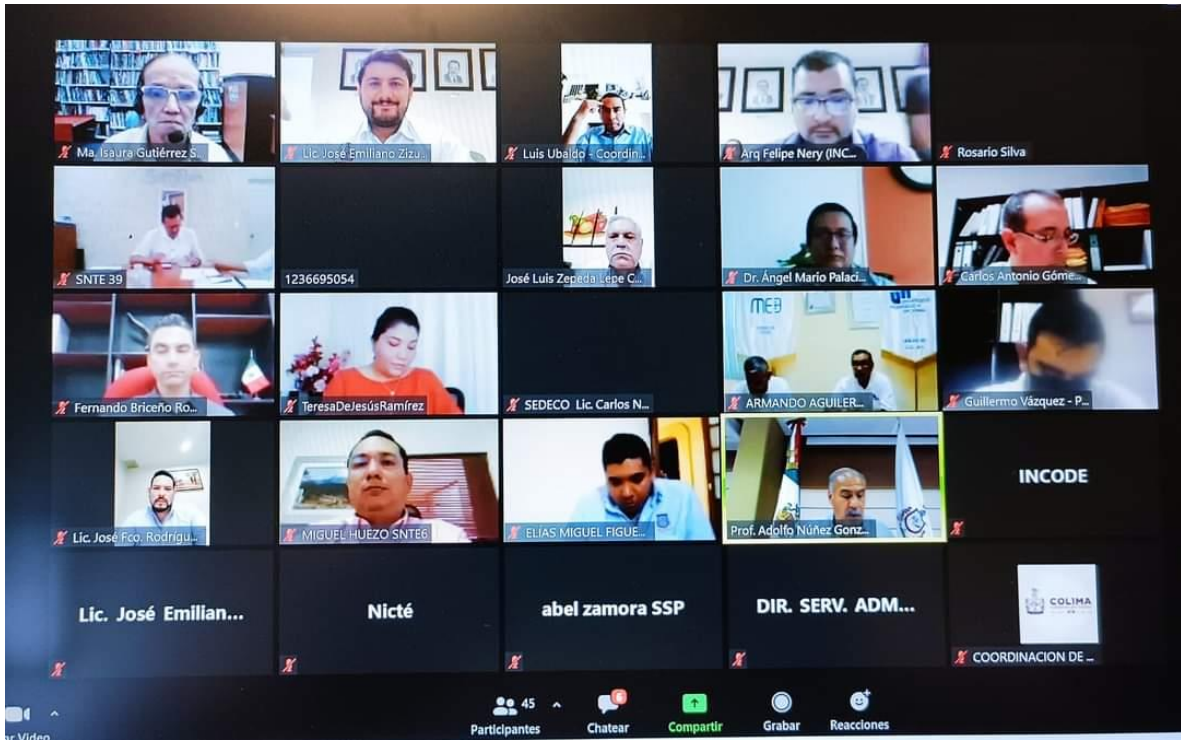 Ma. Isaura Gutiérrez S...
Lic. José Emiliano Zizu...
Luis Ubaldo - Coordin...
Arq Felipe Nery (INC...
Rosario Silva
SNTE 39
1236695054
José Luis Zepeda Lepe C...
Dr. Ángel Mario Palaci...
Carlos Antonio Góme...
Fernando Briceño Ro...
TeresaDeJesúsRamírez
SEDECO Lic. Carlos N...
ARMANDO AGUILER...
Guillermo Vázquez - P...
Lic. José Fco. Rodrígu...
MIGUEL HUEZO SNTE6
ELÍAS MIGUEL FIGUE...
Prof. Adolfo Núñez Gonz...
INCODE
Lic. José Emilian...
Nicté
abel zamora SSP
DIR. SERV. ADM...
COLIMA
COORDINACION DE ...
ar Video
45
Participantes
6
Chatear
Compartir
Grabar
Reacciones